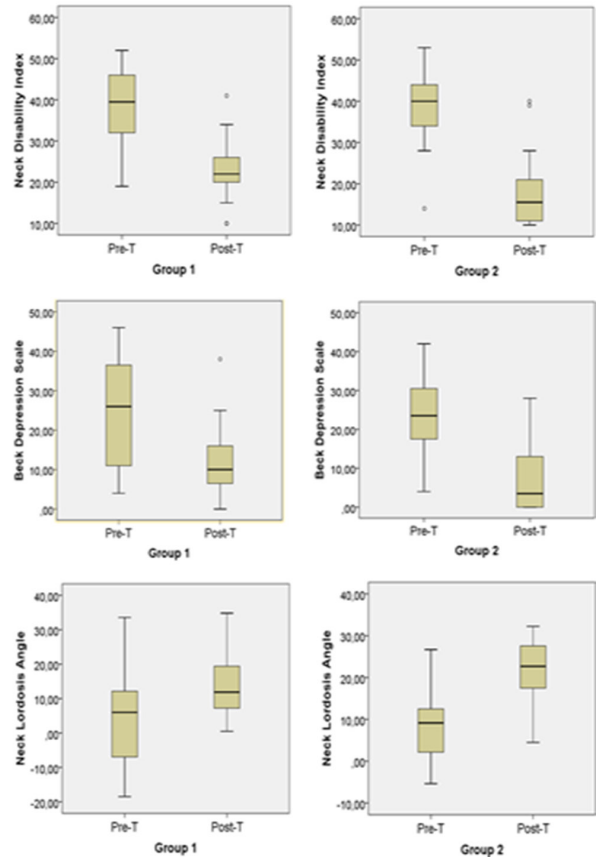 Neck Disability Index
60,00
50,00
40,00
30,00
20,00
10,00
Pre-T Post-T
Group 1
Neck Disability Index
60,00
50,00
40,00
30,00
20,00
10,00
Pre-T Post-T
Group 2
Beck Depression Scale
50,00
40,00
30,00
20,00
10,00
,00
Pre-T Post-T
Group 1
Beck Depression Scale
50,00
40,00
30,00
20,00
10,00
,00
Pre-T Post-T
Group 2
Neck Lordosis Angle
40,00
30,00
20,00
10,00
,00
-10,00
-20,00
Pre-T Post-T
Group 1
Neck Lordosis Angle
40,00
30,00
20,00
10,00
,00
-10,00
Pre-T Post-T
Group 2